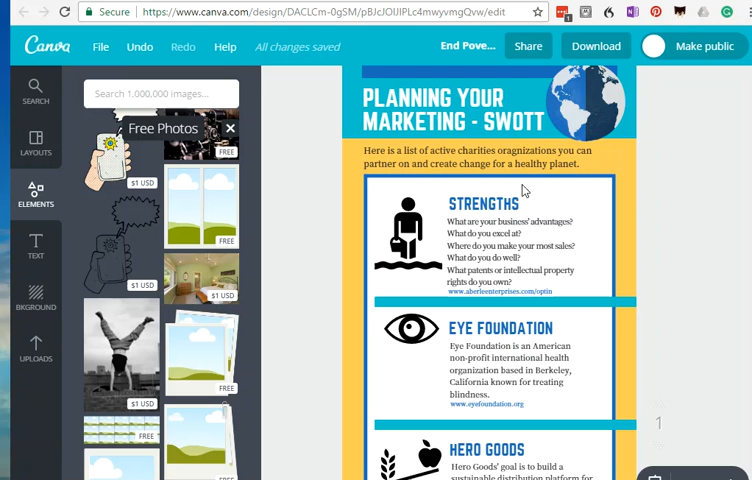 Secure
https://www.canva.com/design/DACLCm-0gSM/pBJcJOIJIPLc4mwyvmgQvw/edit
1
Canva
File
Undo
Redo
Help
All changes saved
End Pove...
Share
Download
Make public
SEARCH
LAYOUTS
ELEMENTS
TEXT
BKGROUND
UPLOADS
Search 1,000,000 images...
Free Photos
FREE
$1 USD
FREE
$1 USD
$1 USD
FREE
$1 USD
FREE
PLANNING YOUR
MARKETING - SWOTT
Here is a list of active charities oragnizations you can
partner on and create change for a healthy planet.
STRENGTHS
What are your business' advantages?
What do you excel at?
Where do you make your most sales?
What do you do well?
What patents or intellectual property
rights do you own?
www.aberleenterprises.com/optin
EYE FOUNDATION
Eye Foundation is an American
non-profit international health
organization based in Berkeley,
California known for treating
blindness.
www.eyefoundation.org
HERO GOODS
Hero Goods' goal is to build a
sustainable distribution platform for
1